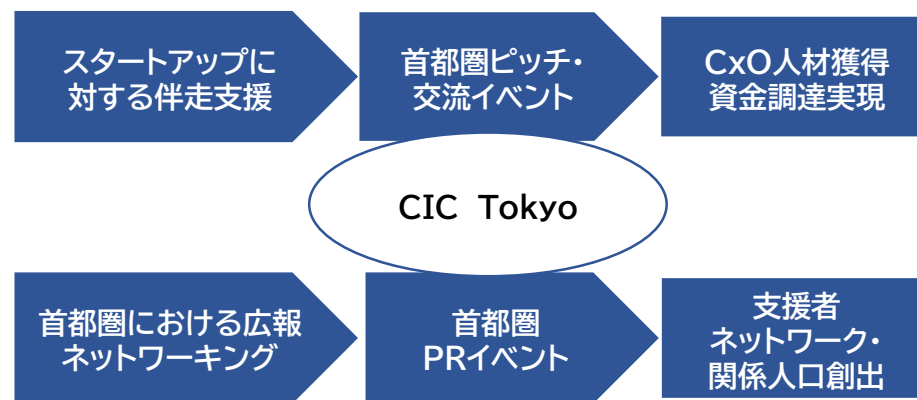 スタートアップに
対する伴走支援
首都圏ピッチ・
交流イベント
CxO人材獲得
資金調達実現
CIC Tokyo
首都圏における広報
ネットワーキング
首都圏
PRイベント
支援者
ネットワーク・
関係人口創出